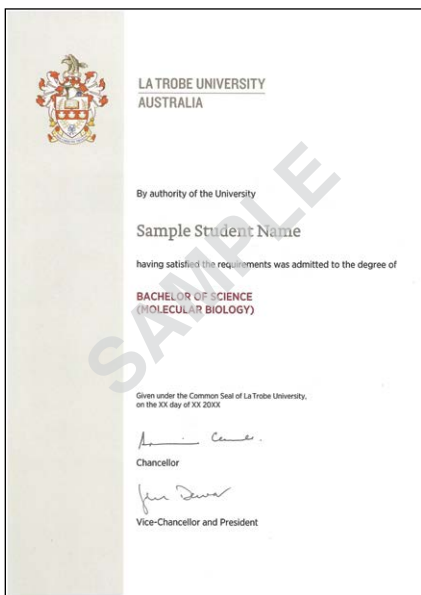 LA TROBE UNIVERSITY
AUSTRALIA
By authority of the University
Sample Student Name
having satisfied the requirements was admitted to the degree of
BACHELOR OF SCIENCE
(MOLECULAR BIOLOGY)
SAMPLE
Given under the Common Seal of La Trobe University,
on the XX day of XX 20XX
Chancellor
Vice-Chancellor and President